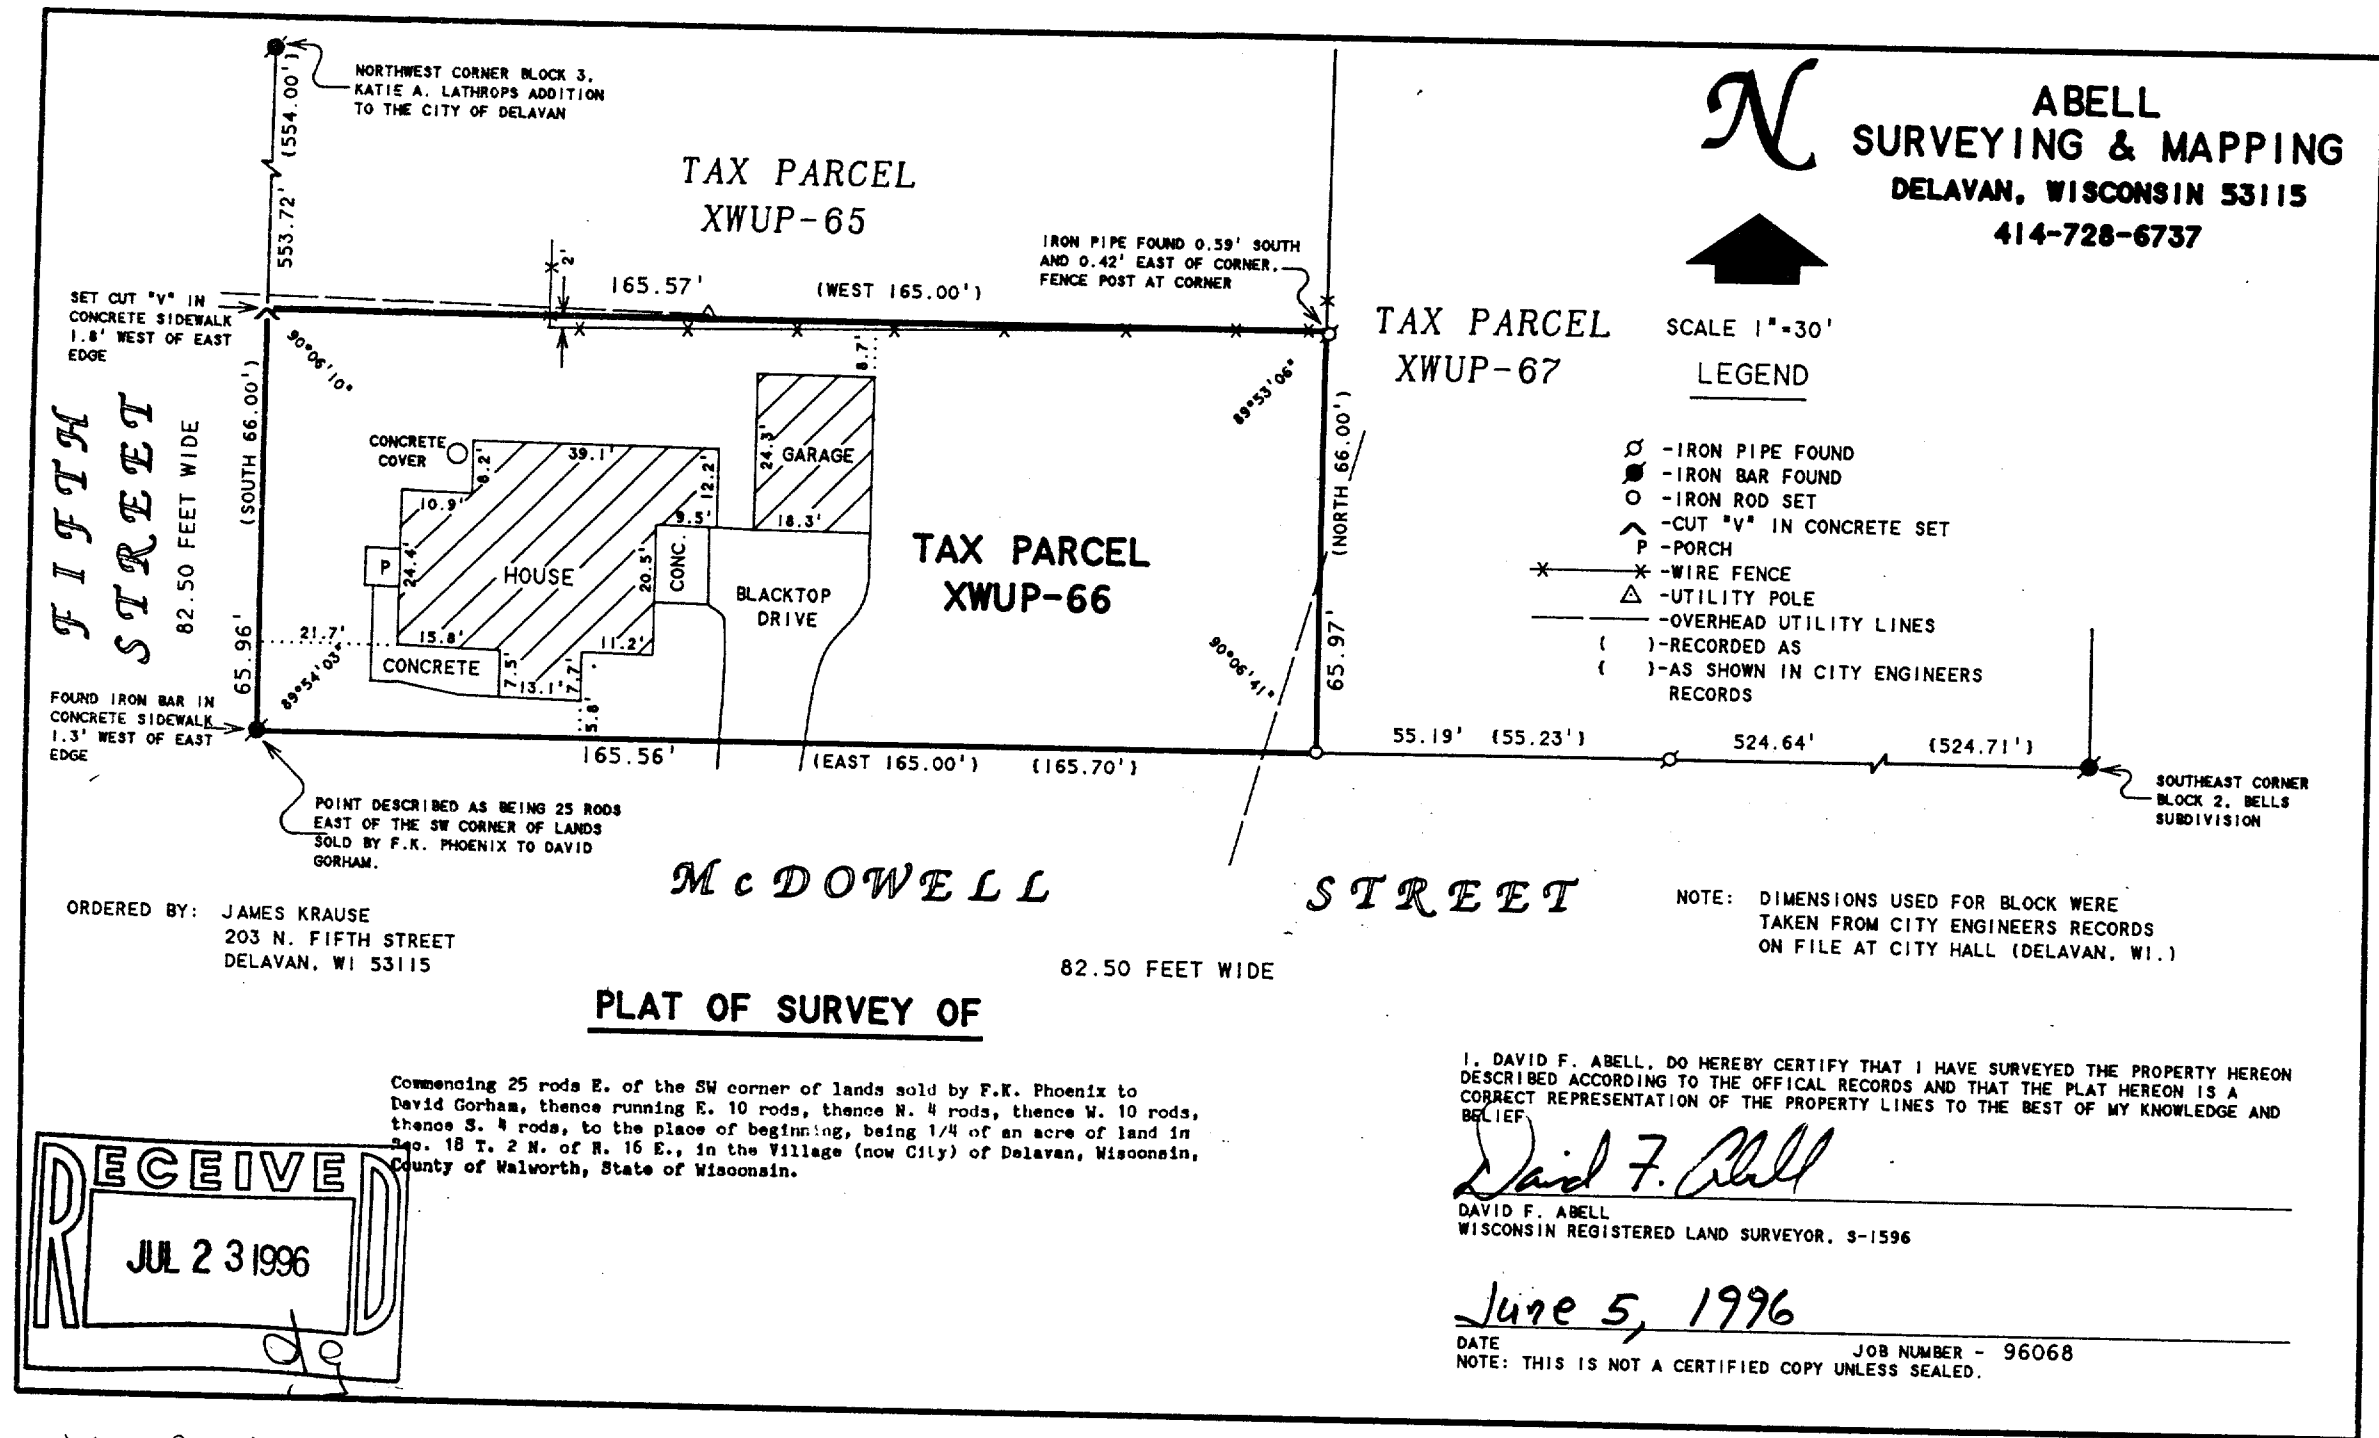 (554.00')
553.72'
NORTHWEST CORNER BLOCK 3,
KATIE A. LATHROPS ADDITION
TO THE CITY OF DELAVAN
TAX PARCEL
XWUP-65
N
ABELL
SURVEYING & MAPPING
DELAVAN, WISCONSIN 53115
414-728-6737
SET CUT "V" IN
CONCRETE SIDEWALK
1.8' WEST OF EAST
EDGE
2'
165.57'
(WEST 165.00')
IRON PIPE FOUND 0.59' SOUTH
AND 0.42' EAST OF CORNER,
FENCE POST AT CORNER
TAX PARCEL
XWUP-67
SCALE 1"=30'
LEGEND
-IRON PIPE FOUND
-IRON BAR FOUND
-IRON ROD SET
-CUT "V" IN CONCRETE SET
P -PORCH
-WIRE FENCE
-UTILITY POLE
-OVERHEAD UTILITY LINES
( )-RECORDED AS
{ }-AS SHOWN IN CITY ENGINEERS
RECORDS
FIFTH
STREET
82.50 FEET WIDE
(SOUTH 66.00')
65.96'
90°06'10"
89°53'06"
89°54'03"
90°06'41"
(NORTH 66.00')
65.97'
8.7'
CONCRETE
COVER
8.2'
39.1'
12.2'
24.3'
GARAGE
18.3'
10.9'
9.5'
P
24.4'
HOUSE
20.5'
CONC.
BLACKTOP
DRIVE
TAX PARCEL
XWUP-66
21.7'
15.8'
11.2'
CONCRETE
7.5'
13.1'
7.7'
5.8'
FOUND IRON BAR IN
CONCRETE SIDEWALK
1.3' WEST OF EAST
EDGE
165.56'
(EAST 165.00')
{165.70'}
55.19'
{55.23'}
524.64'
{524.71'}
SOUTHEAST CORNER
BLOCK 2, BELLS
SUBDIVISION
POINT DESCRIBED AS BEING 25 RODS
EAST OF THE SW CORNER OF LANDS
SOLD BY F.K. PHOENIX TO DAVID
GORHAM.
McDOWELL STREET
82.50 FEET WIDE
ORDERED BY: JAMES KRAUSE
203 N. FIFTH STREET
DELAVAN, WI 53115
NOTE: DIMENSIONS USED FOR BLOCK WERE
TAKEN FROM CITY ENGINEERS RECORDS
ON FILE AT CITY HALL (DELAVAN, WI.)
PLAT OF SURVEY OF
Commencing 25 rods E. of the SW corner of lands sold by F.K. Phoenix to
David Gorham, thence running E. 10 rods, thence N. 4 rods, thence W. 10 rods,
thence S. 4 rods, to the place of beginning, being 1/4 of an acre of land in
Sec. 18 T. 2 N. of R. 16 E., in the Village (now City) of Delavan, Wisconsin,
County of Walworth, State of Wisconsin.
RECEIVED
JUL 23 1996
I, DAVID F. ABELL, DO HEREBY CERTIFY THAT I HAVE SURVEYED THE PROPERTY HEREON
DESCRIBED ACCORDING TO THE OFFICAL RECORDS AND THAT THE PLAT HEREON IS A
CORRECT REPRESENTATION OF THE PROPERTY LINES TO THE BEST OF MY KNOWLEDGE AND
BELIEF.
David F. Abell
DAVID F. ABELL
WISCONSIN REGISTERED LAND SURVEYOR, S-1596
June 5, 1996
DATE
JOB NUMBER - 96068
NOTE: THIS IS NOT A CERTIFIED COPY UNLESS SEALED.